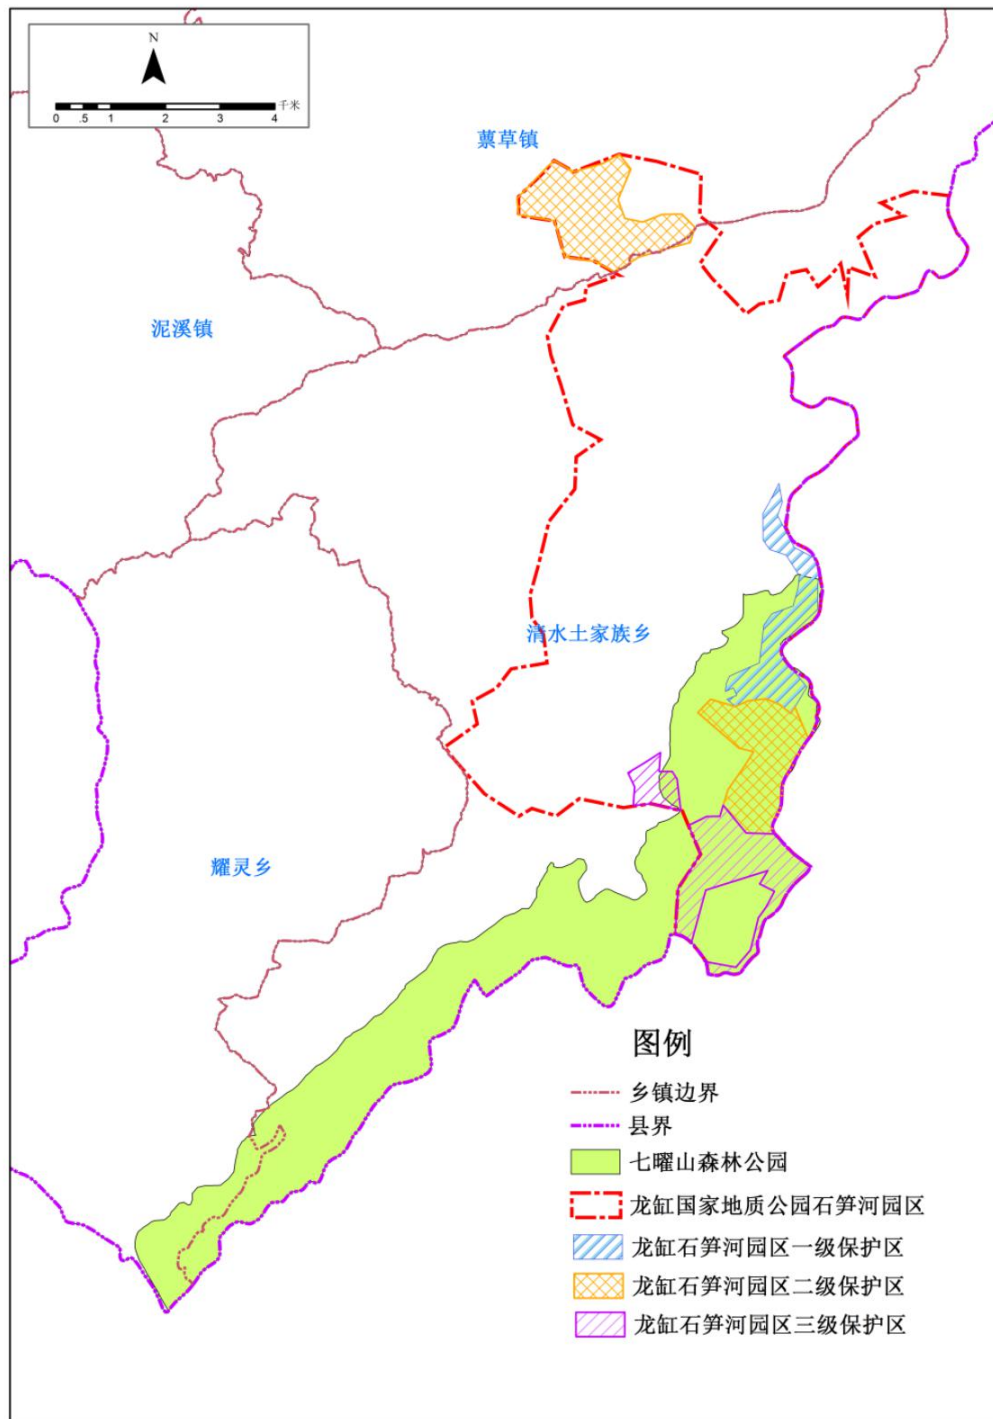 N
千米
0 .5 1 2 3 4
蔈草镇
泥溪镇
清水土家族乡
耀灵乡
图例
乡镇边界
县界
七曜山森林公园
龙缸国家地质公园石笋河园区
龙缸石笋河园区一级保护区
龙缸石笋河园区二级保护区
龙缸石笋河园区三级保护区